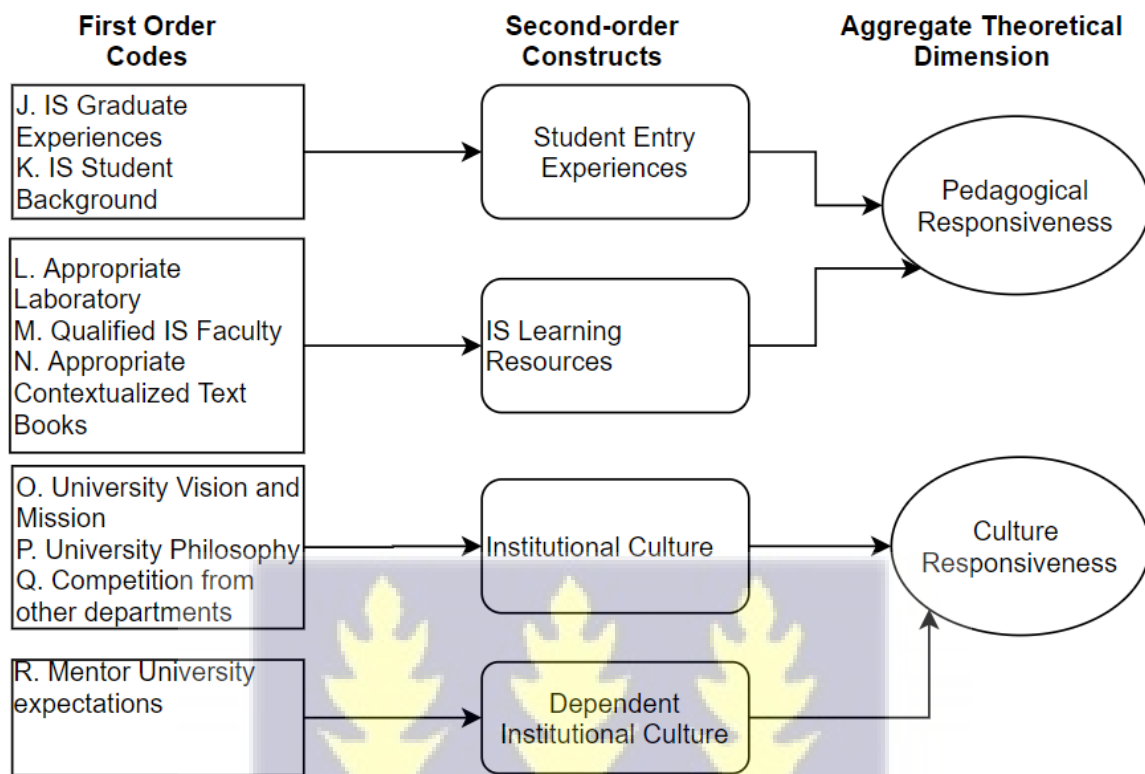 First Order
Codes
Second-order
Constructs
Aggregate Theoretical
Dimension
J. IS Graduate
Experiences
K. IS Student
Background
Student Entry
Experiences
Pedagogical
Responsiveness
L. Appropriate
Laboratory
M. Qualified IS Faculty
N. Appropriate
Contextualized Text
Books
IS Learning
Resources
O. University Vision and
Mission
P. University Philosophy
Q. Competition from
other departments
Institutional Culture
Culture
Responsiveness
R. Mentor University
expectations
Dependent
Institutional Culture